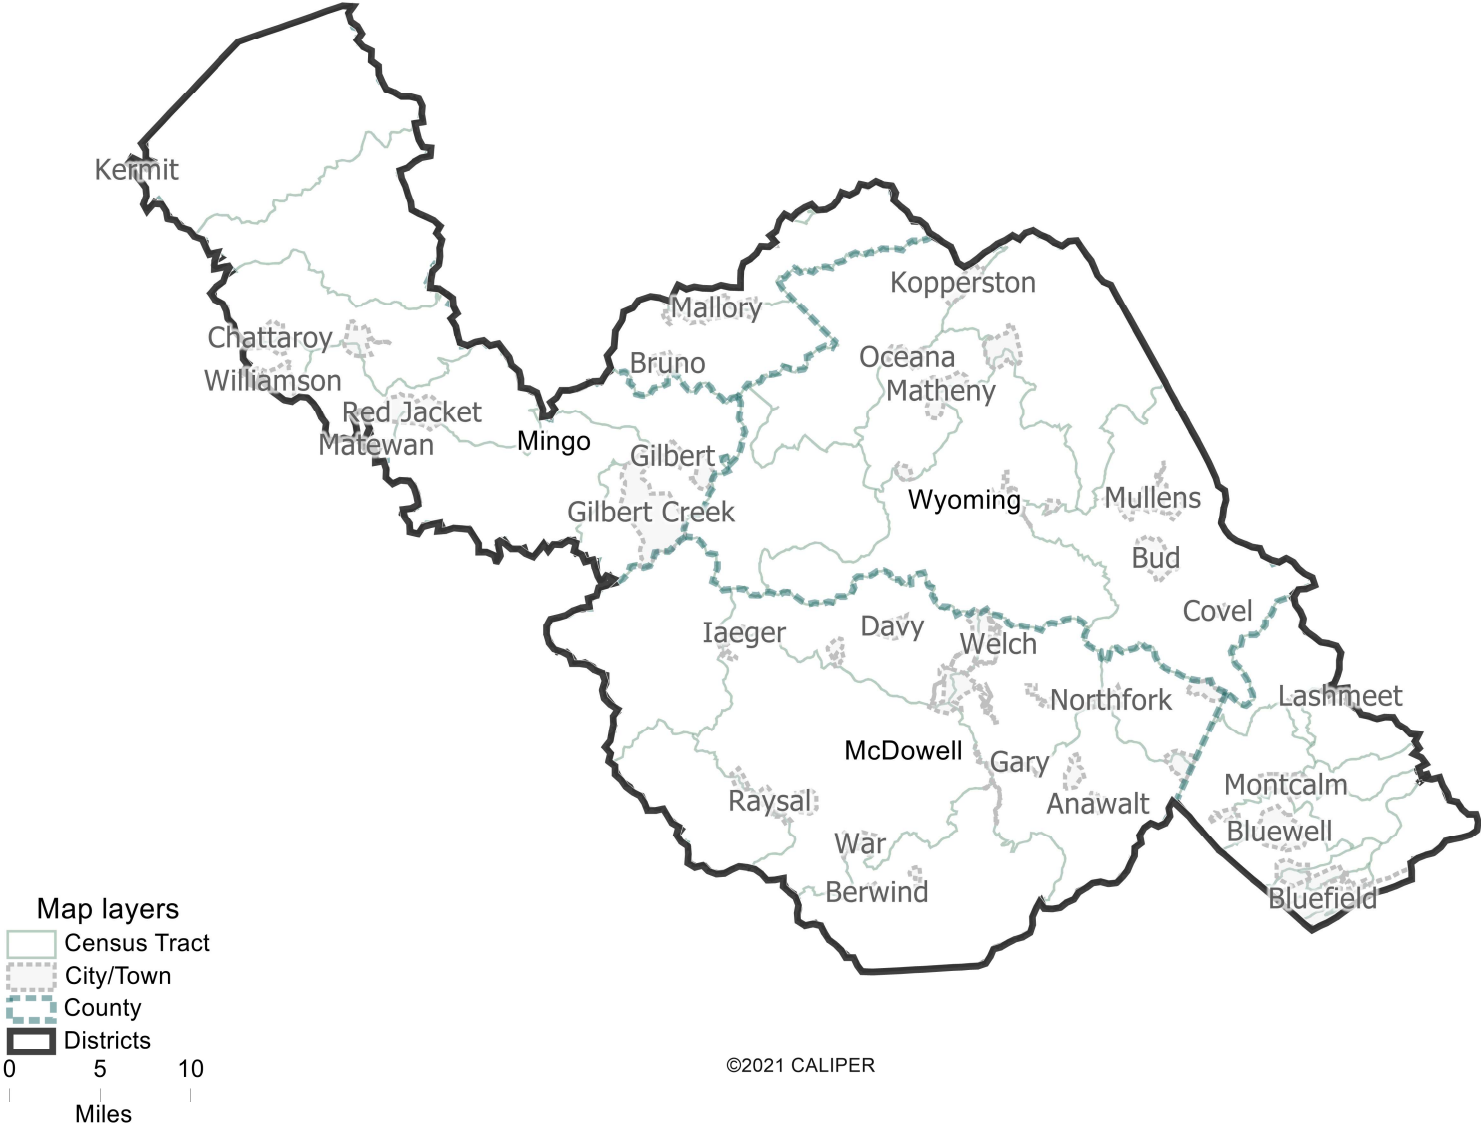 Kermit
Kopperston
Mallory
Chattaroy
Oceana
Bruno
Williamson
Matheny
Red Jacket
Matewan
Mingo
Gilbert
Wyoming
Mullens
Gilbert Creek
Bud
Covel
Iaeger
Davy
Welch
Lashmeet
Northfork
McDowell
Gary
Montcalm
Raysal
Anawalt
Bluewell
War
Berwind
Bluefield
Map layers
Census Tract
City/Town
County
Districts
0 5 10
Miles
©2021 CALIPER